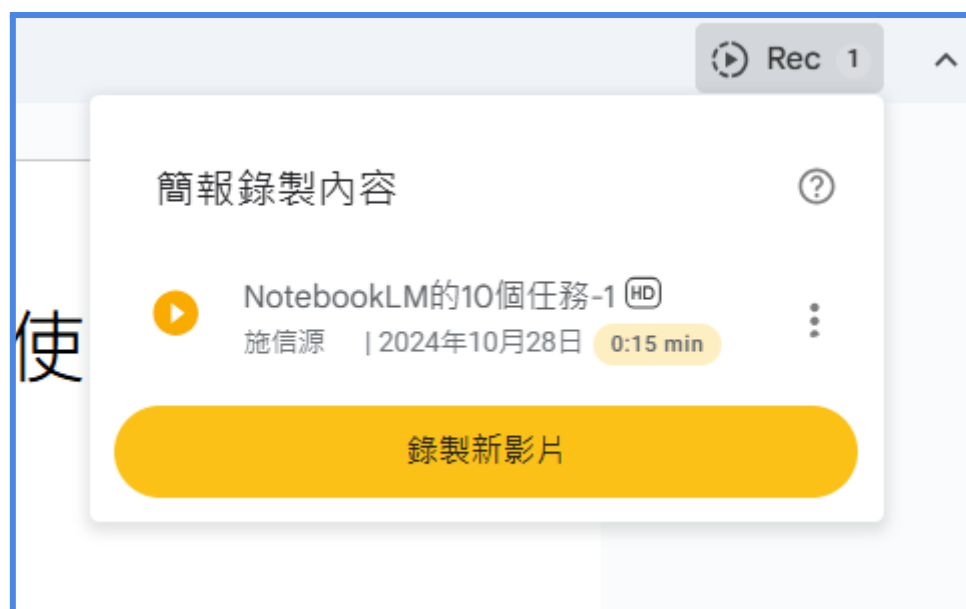 Rec 1
簡報錄製內容
使
NotebookLM的10個任務-1 HD
施信源 | 2024年10月28日 0:15 min
錄製新影片